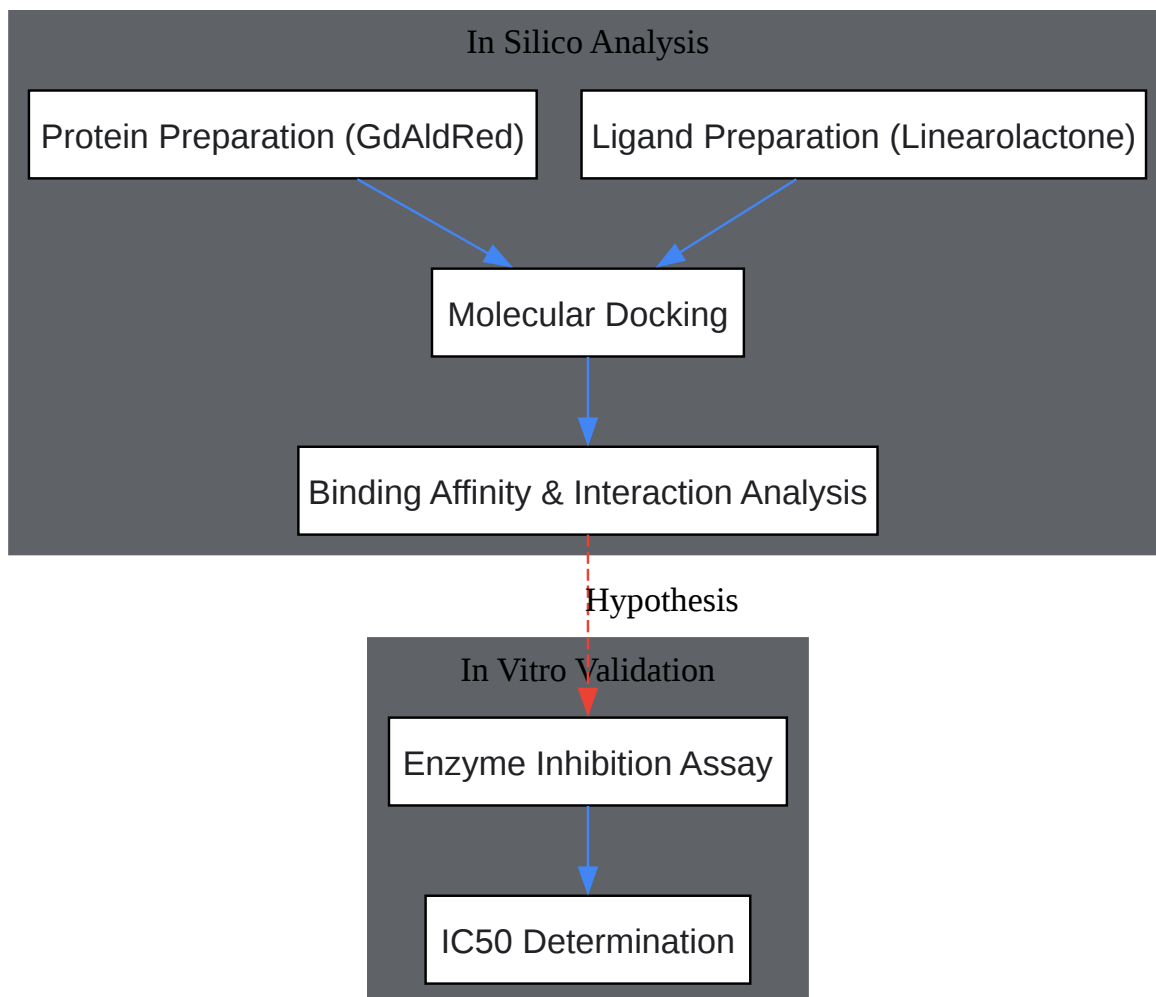 In Silico Analysis
Protein Preparation (GdAldRed)
Ligand Preparation (Linearolactone)
Molecular Docking
Binding Affinity & Interaction Analysis
Hypothesis
In Vitro Validation
Enzyme Inhibition Assay
IC50 Determination